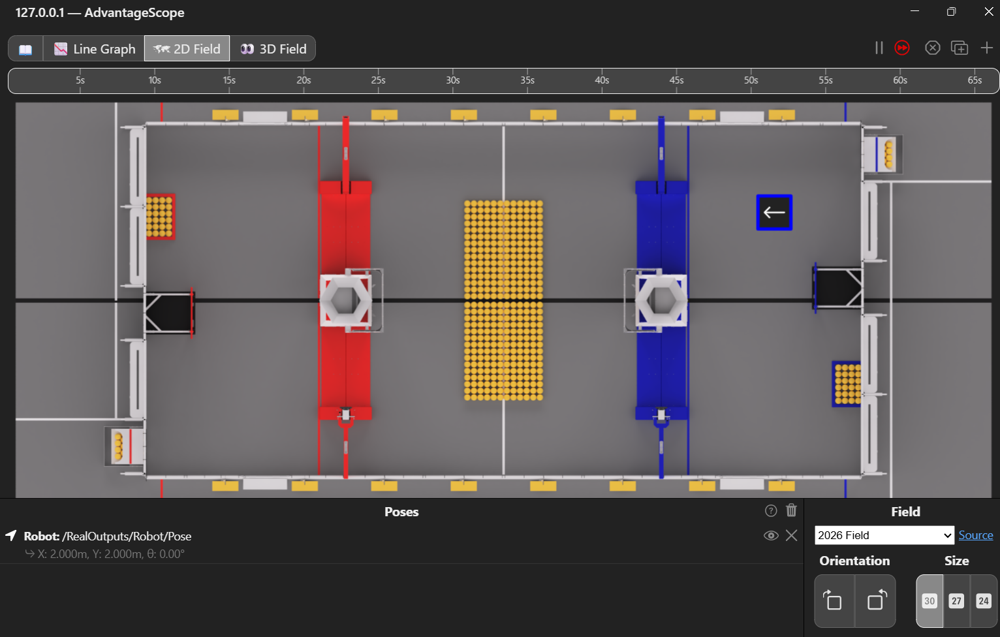 127.0.0.1 — AdvantageScope
Line Graph
2D Field
3D Field
5s 10s 15s 20s 25s 30s 35s 40s 45s 50s 55s 60s 65s
Poses
Robot: /RealOutputs/Robot/Pose
X: 2.000m, Y: 2.000m, θ: 0.00°
Field
2026 Field
Source
Orientation
Size
30 27 24